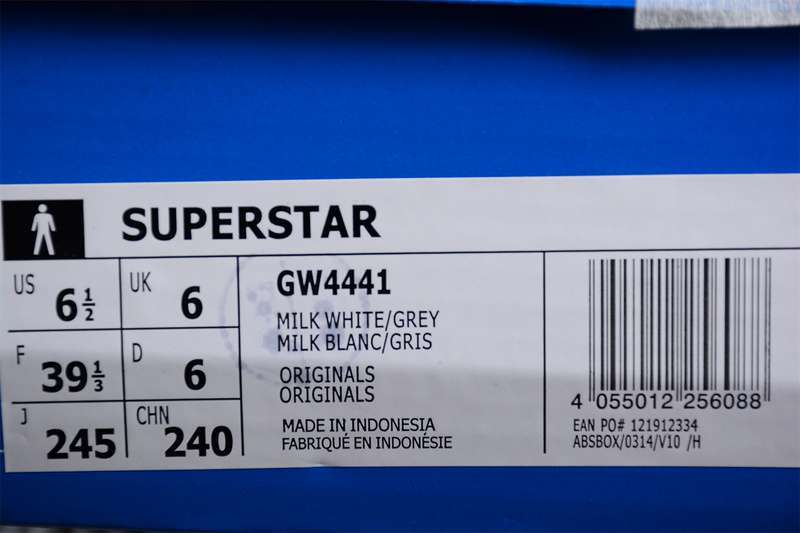 SUPERSTAR
US 6 1/2
UK 6
F 39 1/3
D 6
J 245
CHN 240
GW4441
MILK WHITE/GREY
MILK BLANC/GRIS
ORIGINALS
ORIGINALS
MADE IN INDONESIA
FABRIQUÉ EN INDONÉSIE
4 055012 256088
EAN PO# 121912334
ABSBOX/0314/V10 /H